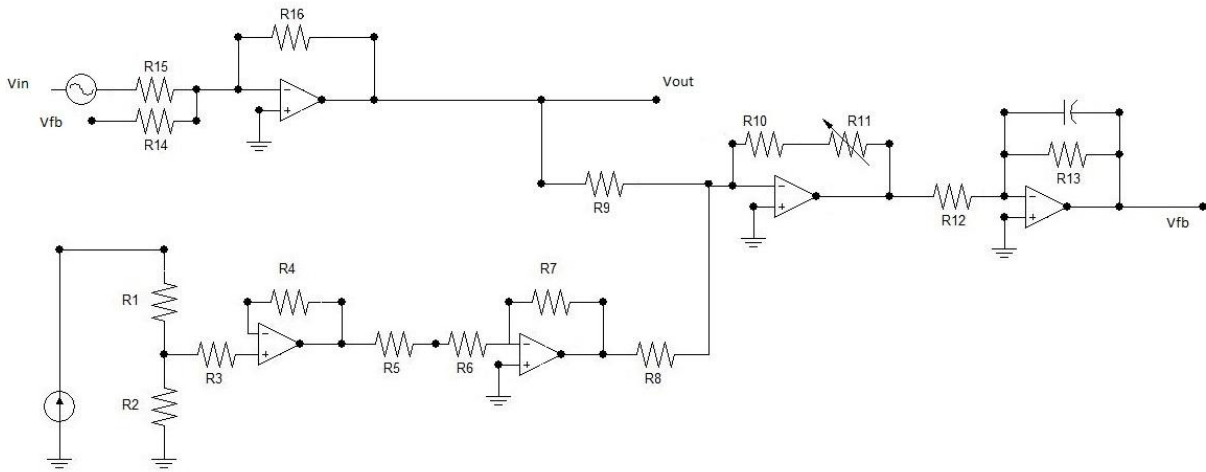 R16
R15
Vin
Vout
Vfb
R14
R10
R11
R13
R9
R12
Vfb
R4
R7
R1
R3
R5
R6
R8
R2